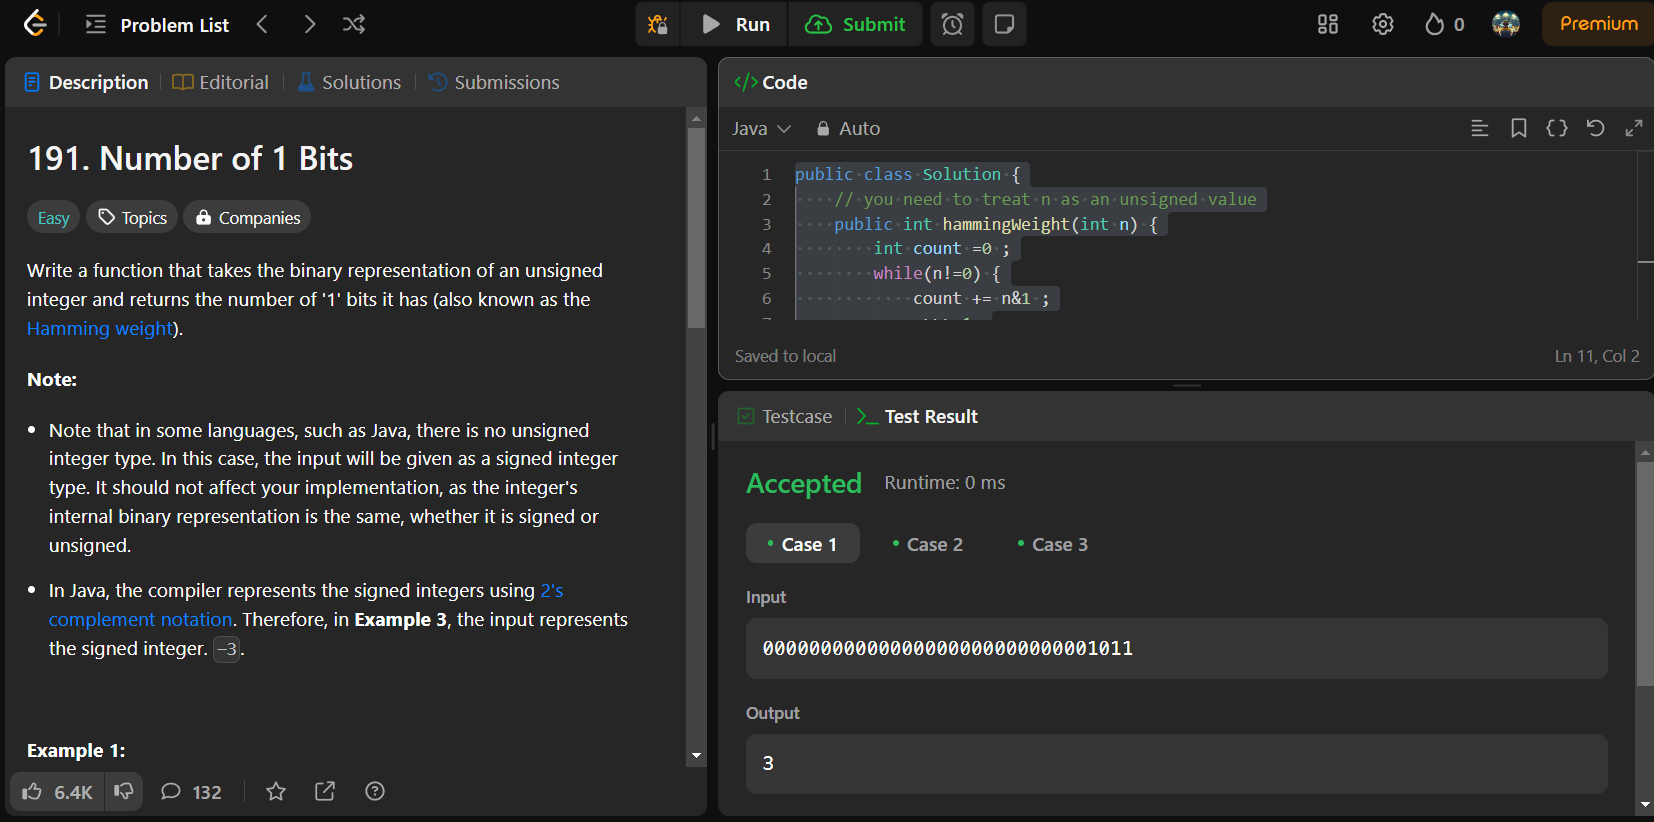 Problem List
Run
Submit
0
Premium
Description
Editorial
Solutions
Submissions
191. Number of 1 Bits
Easy
Topics
Companies
Write a function that takes the binary representation of an unsigned
integer and returns the number of '1' bits it has (also known as the
Hamming weight).
Note:
• Note that in some languages, such as Java, there is no unsigned
integer type. In this case, the input will be given as a signed integer
type. It should not affect your implementation, as the integer's
internal binary representation is the same, whether it is signed or
unsigned.
• In Java, the compiler represents the signed integers using 2's
complement notation. Therefore, in Example 3, the input represents
the signed integer. -3.
Example 1:
6.4K
132
</> Code
Java
Auto
1 public class Solution {
2 // you need to treat n as an unsigned value
3 public int hammingWeight(int n) {
4 int count =0 ;
5 while(n!=0) {
6 count += n&1 ;
Saved to local
Ln 11, Col 2
Testcase
Test Result
Accepted
Runtime: 0 ms
Case 1
Case 2
Case 3
Input
00000000000000000000000000001011
Output
3